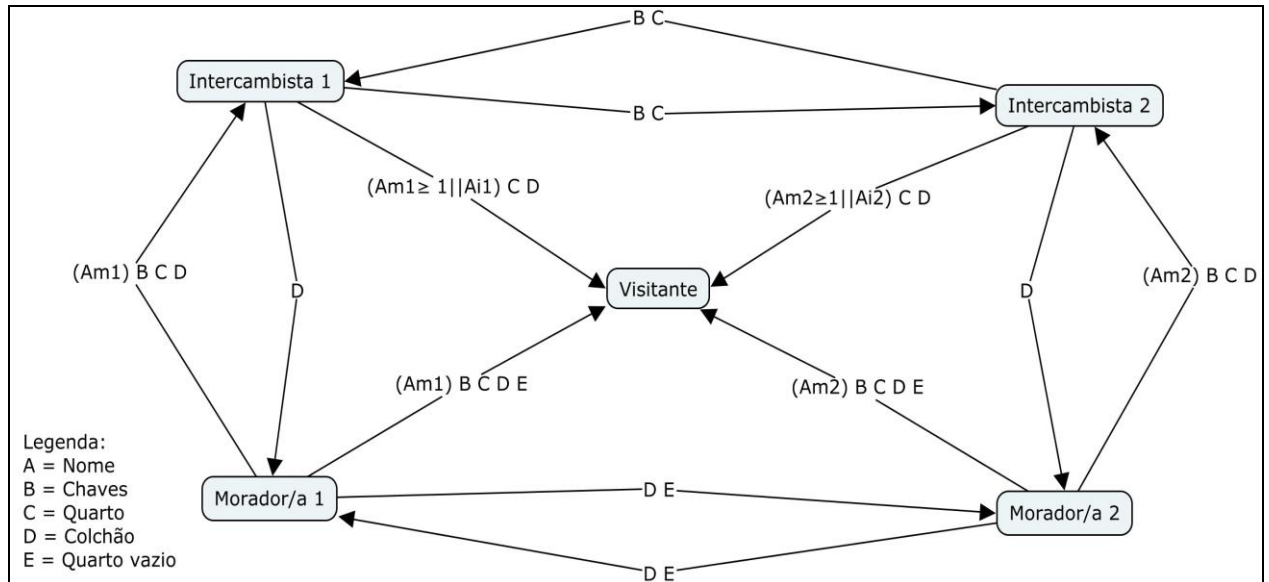 B C
Intercambista 1
Intercambista 2
B C
(Am1≥ 1||Ai1) C D
(Am2≥1||Ai2) C D
(Am1) B C D
D
Visitante
D
(Am2) B C D
(Am1) B C D E
(Am2) B C D E
Legenda:
A = Nome
B = Chaves
C = Quarto
D = Colchão
E = Quarto vazio
Morador/a 1
D E
Morador/a 2
D E